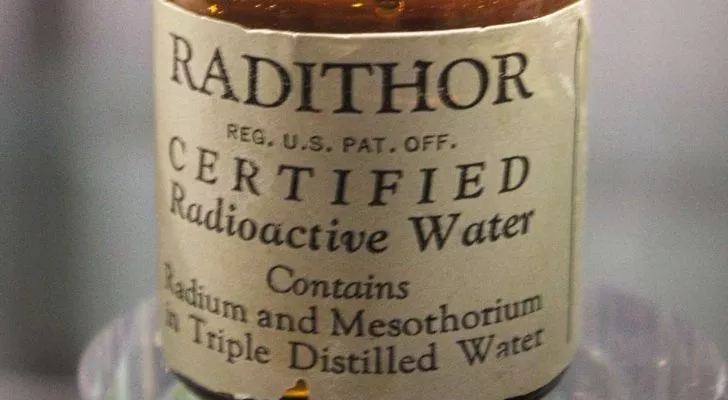 RADITHOR
REG. U.S. PAT. OFF.
CERTIFIED
Radioactive Water
Contains
Radium and Mesothorium
in Triple Distilled Water